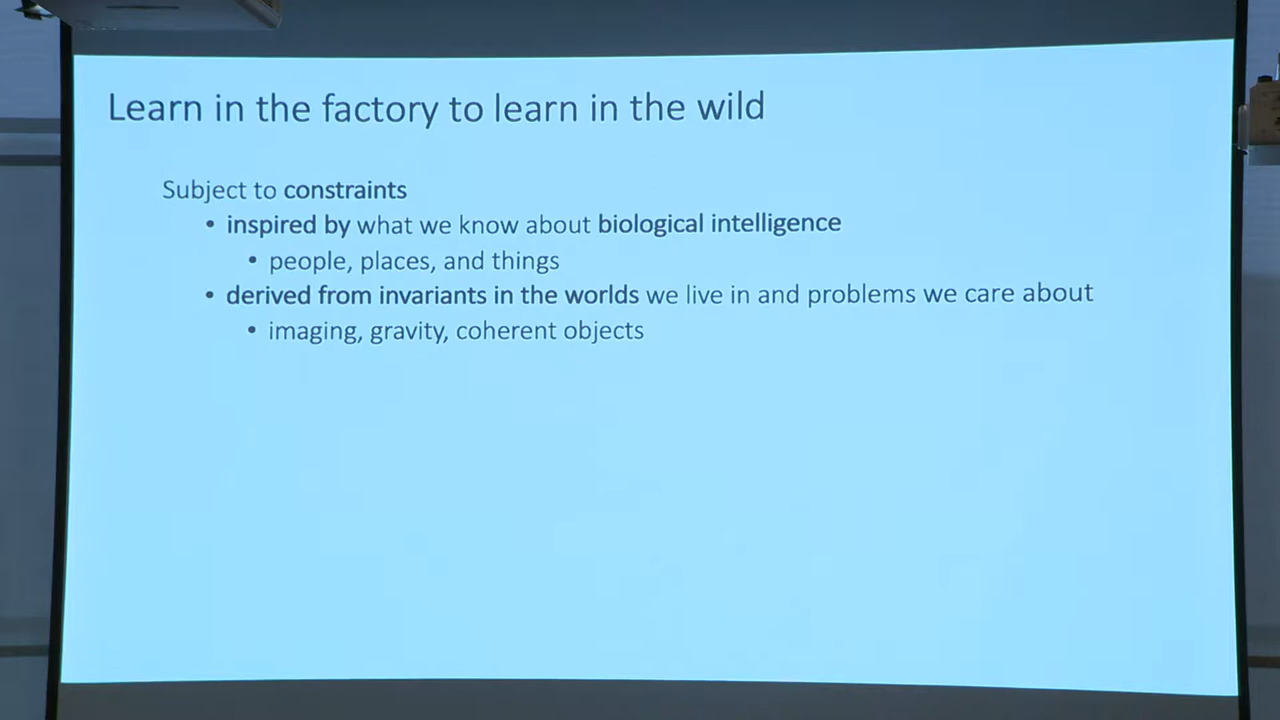 Learn in the factory to learn in the wild
Subject to constraints
• inspired by what we know about biological intelligence
• people, places, and things
• derived from invariants in the worlds we live in and problems we care about
• imaging, gravity, coherent objects